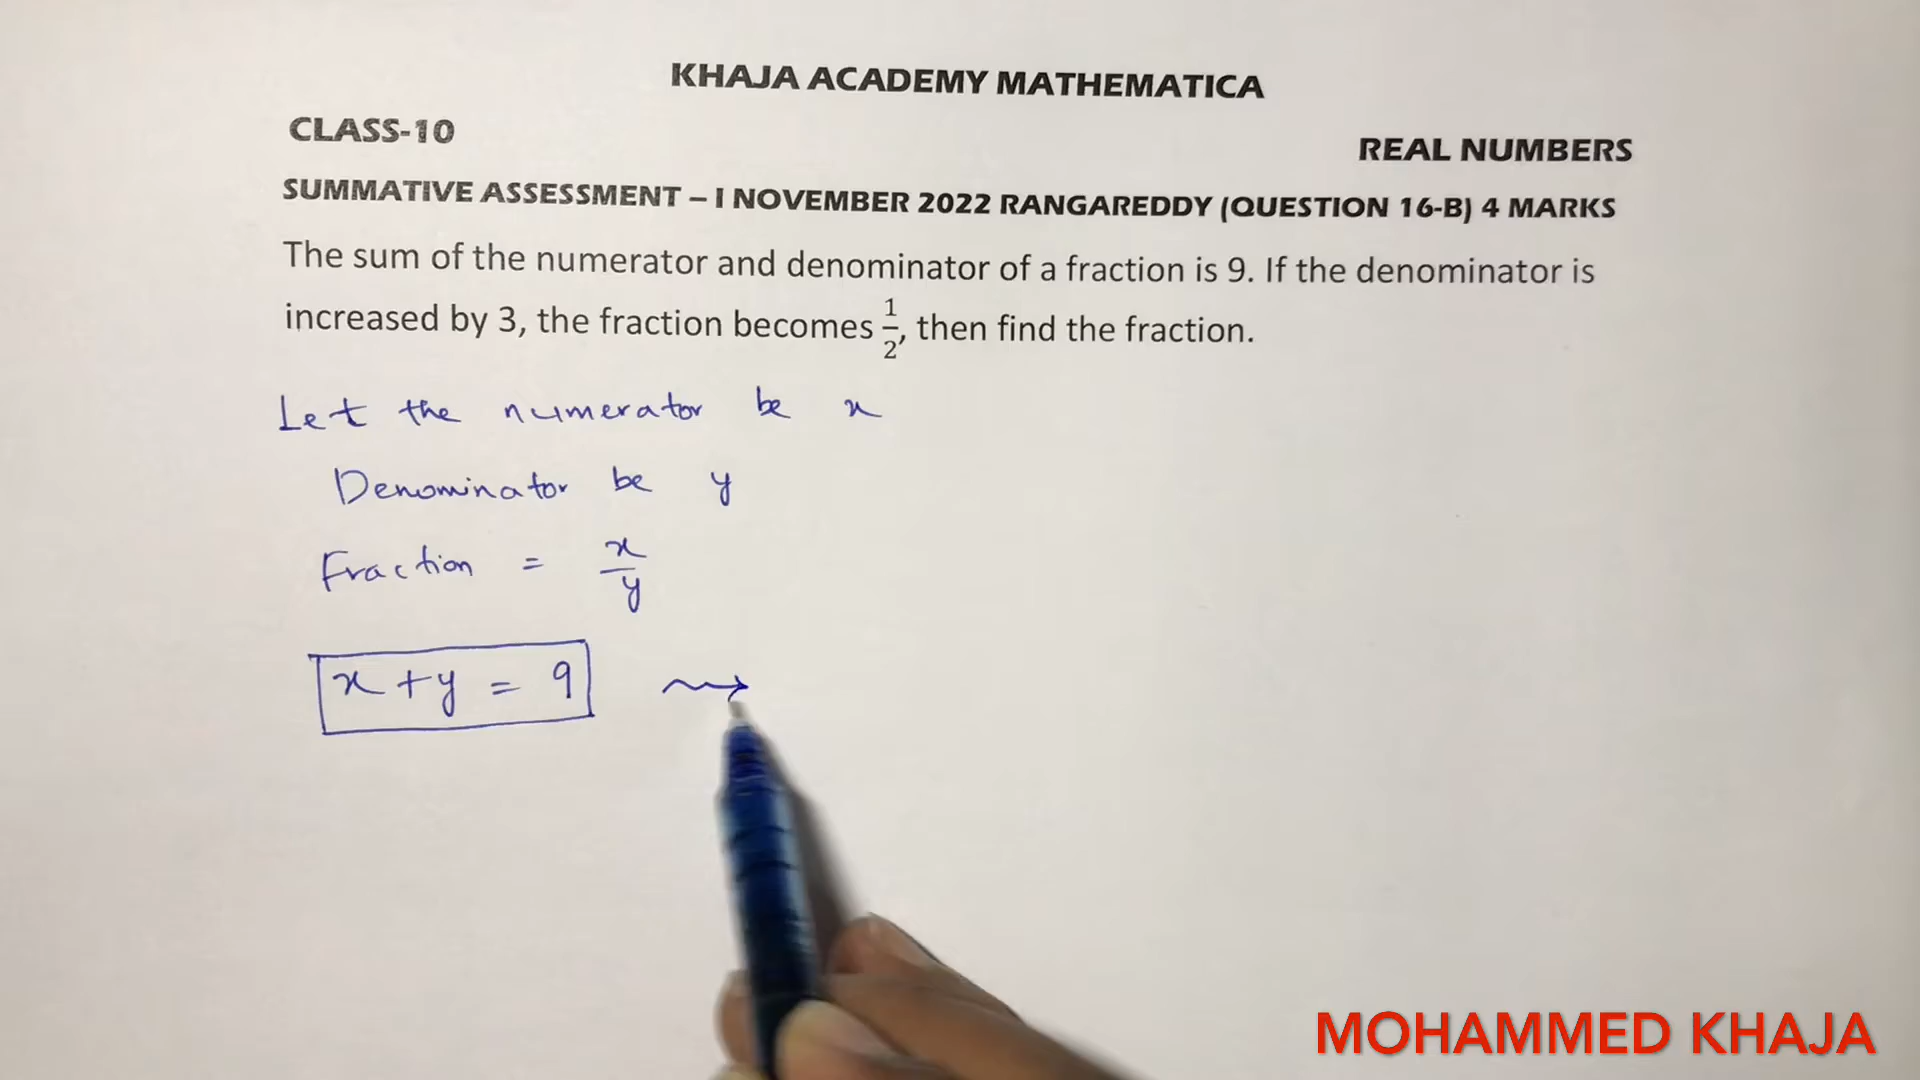 KHAJA ACADEMY MATHEMATICA
CLASS-10
REAL NUMBERS
SUMMATIVE ASSESSMENT – I NOVEMBER 2022 RANGAREDDY (QUESTION 16-B) 4 MARKS
The sum of the numerator and denominator of a fraction is 9. If the denominator is
increased by 3, the fraction becomes 1/2, then find the fraction.
Let the numerator be x
Denominator be y
Fraction = x/y
x + y = 9 →
MOHAMMED KHAJA